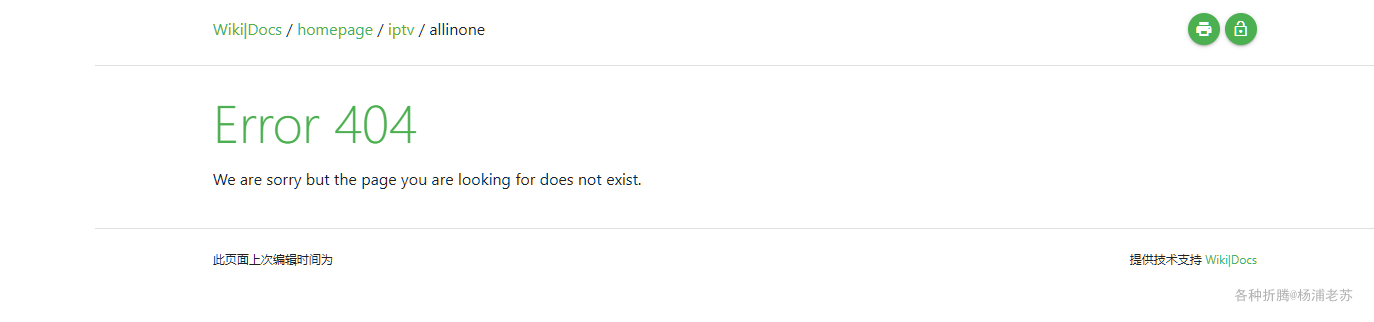 Wiki|Docs / homepage / iptv / allinone
Error 404
We are sorry but the page you are looking for does not exist.
此页面上次编辑时间为
提供技术支持 Wiki|Docs
各种折腾@杨浦老苏